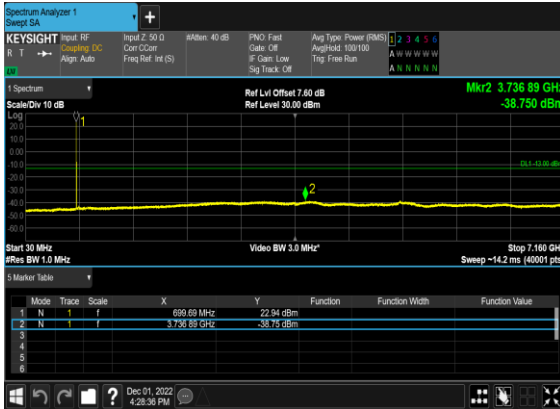 Spectrum Analyzer 1
Swept SA
+
KEYSIGHT Input: RF Input Z: 50 Ω #Atten: 40 dB PNO: Fast Avg Type: Power (RMS) 1 2 3 4 5 6
R T Coupling: DC Corr CCorr Gate: Off Avg|Hold: 100/100 A W W W W W
Align: Auto Freq Ref: Int (S) IF Gain: Low Trig: Free Run
Sig Track: Off A N N N N N
1 Spectrum
Ref Lvl Offset 7.60 dB Mkr2 3.736 89 GHz
Scale/Div 10 dB Ref Level 30.00 dBm -38.750 dBm
Log
1
20.0
10.0
0.00
-10.0
DL1 -13.00 dBm
-20.0
-30.0
2
-40.0
-50.0
-60.0
Start 30 MHz Video BW 3.0 MHz* Stop 7.160 GHz
#Res BW 1.0 MHz Sweep ~14.2 ms (40001 pts)
5 Marker Table
Mode Trace Scale X Y Function Function Width Function Value
1 N 1 f 699.69 MHz 22.94 dBm
2 N 1 f 3.736 89 GHz -38.75 dBm
3
4
5
6
? Dec 01, 2022
4:28:36 PM